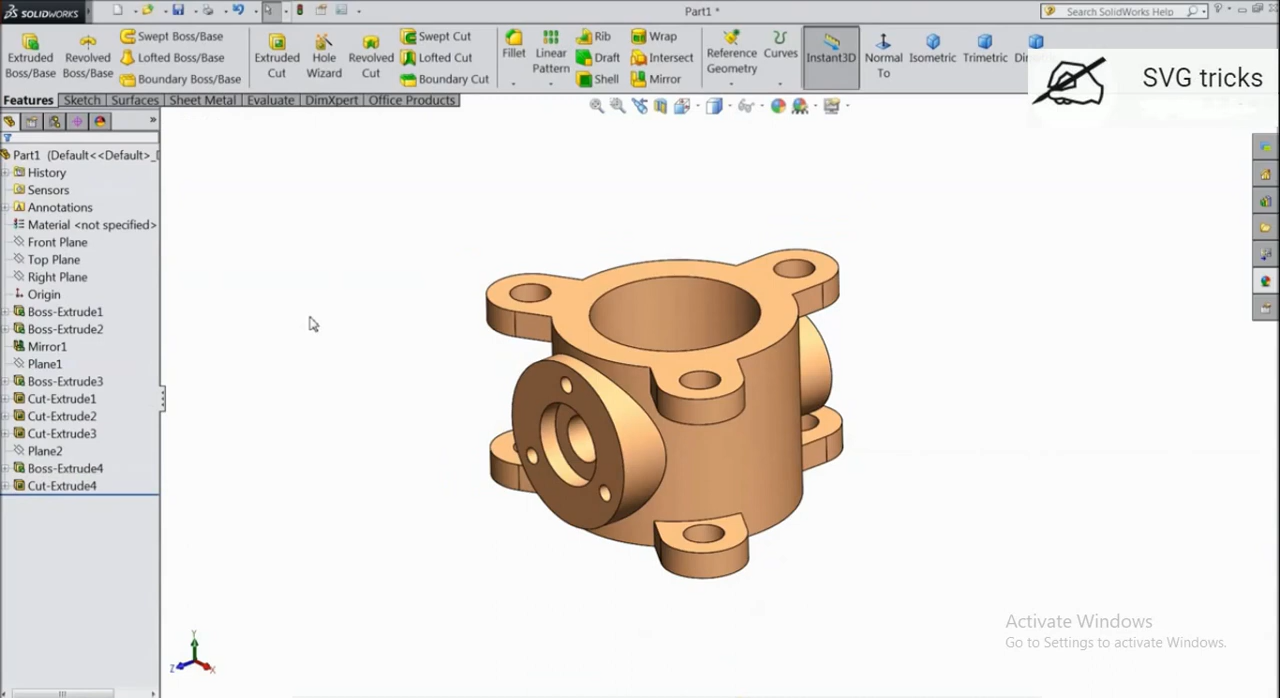 SOLIDWORKS
Part1 *
Search SolidWorks Help
Extruded Boss/Base
Revolved Boss/Base
Swept Boss/Base
Lofted Boss/Base
Boundary Boss/Base
Extruded Cut
Hole Wizard
Revolved Cut
Swept Cut
Lofted Cut
Boundary Cut
Fillet
Linear Pattern
Rib
Draft
Shell
Wrap
Intersect
Mirror
Reference Geometry
Curves
Instant3D
Normal To
Isometric
Trimetric
SVG tricks
Features
Sketch
Surfaces
Sheet Metal
Evaluate
DimXpert
Office Products
Part1 (Default<<Default>_
History
Sensors
Annotations
Material <not specified>
Front Plane
Top Plane
Right Plane
Origin
Boss-Extrude1
Boss-Extrude2
Mirror1
Plane1
Boss-Extrude3
Cut-Extrude1
Cut-Extrude2
Cut-Extrude3
Plane2
Boss-Extrude4
Cut-Extrude4
Y
Z
X
Activate Windows
Go to Settings to activate Windows.